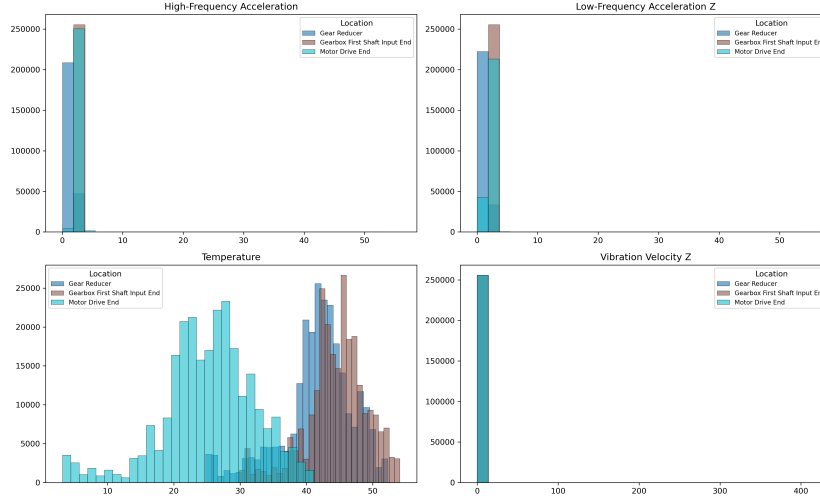 High-Frequency Acceleration
250000
200000
150000
100000
50000
0
0 10 20 30 40 50
Location
Gear Reducer
Gearbox First Shaft Input End
Motor Drive End
Low-Frequency Acceleration Z
250000
200000
150000
100000
50000
0
0 10 20 30 40 50
Location
Gear Reducer
Gearbox First Shaft Input End
Motor Drive End
Temperature
25000
20000
15000
10000
5000
0
10 20 30 40 50
Location
Gear Reducer
Gearbox First Shaft Input End
Motor Drive End
Vibration Velocity Z
300000
250000
200000
150000
100000
50000
0
0 100 200 300 400
Location
Gear Reducer
Gearbox First Shaft Input End
Motor Drive End